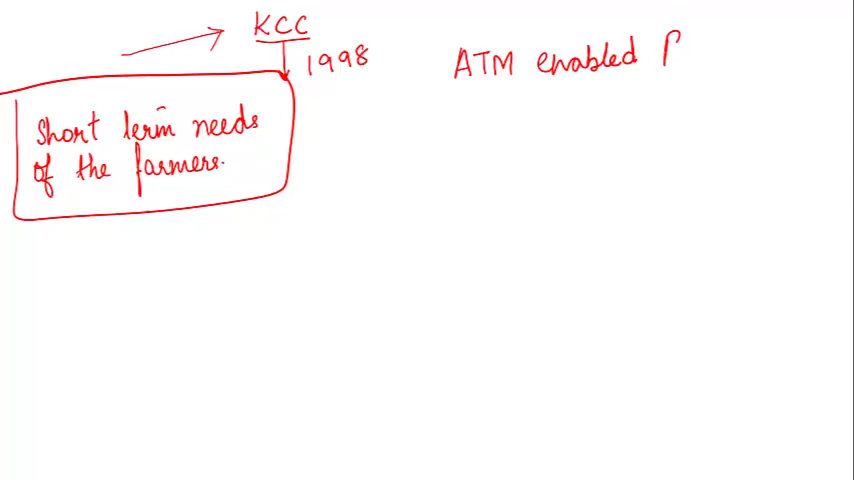 KCC
1998
ATM enabled
Short term needs
of the farmers.